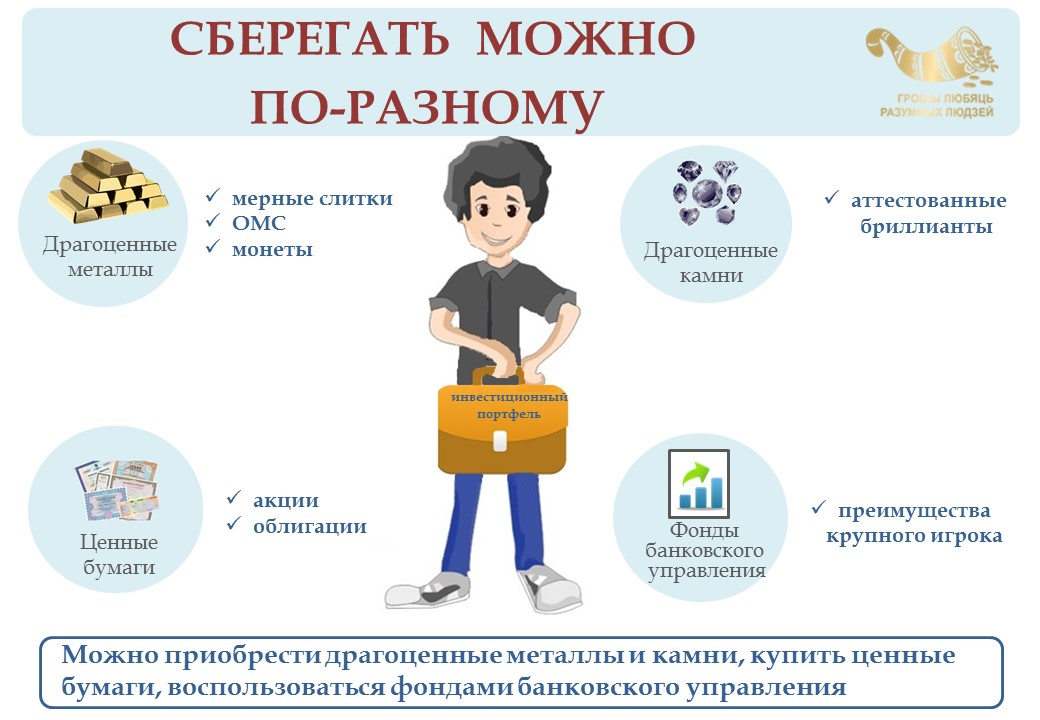 СБЕРЕГАТЬ МОЖНО
ПО-РАЗНОМУ
ГРОШЫ ЛЮБЯЦЬ
РАЗУМНЫХ ЛЮДЗЕЙ
Драгоценные
металлы
✓ мерные слитки
✓ ОМС
✓ монеты
Драгоценные
камни
✓ аттестованные
бриллианты
инвестиционный
портфель
Ценные
бумаги
✓ акции
✓ облигации
Фонды
банковского
управления
✓ преимущества
крупного игрока
Можно приобрести драгоценные металлы и камни, купить ценные
бумаги, воспользоваться фондами банковского управления